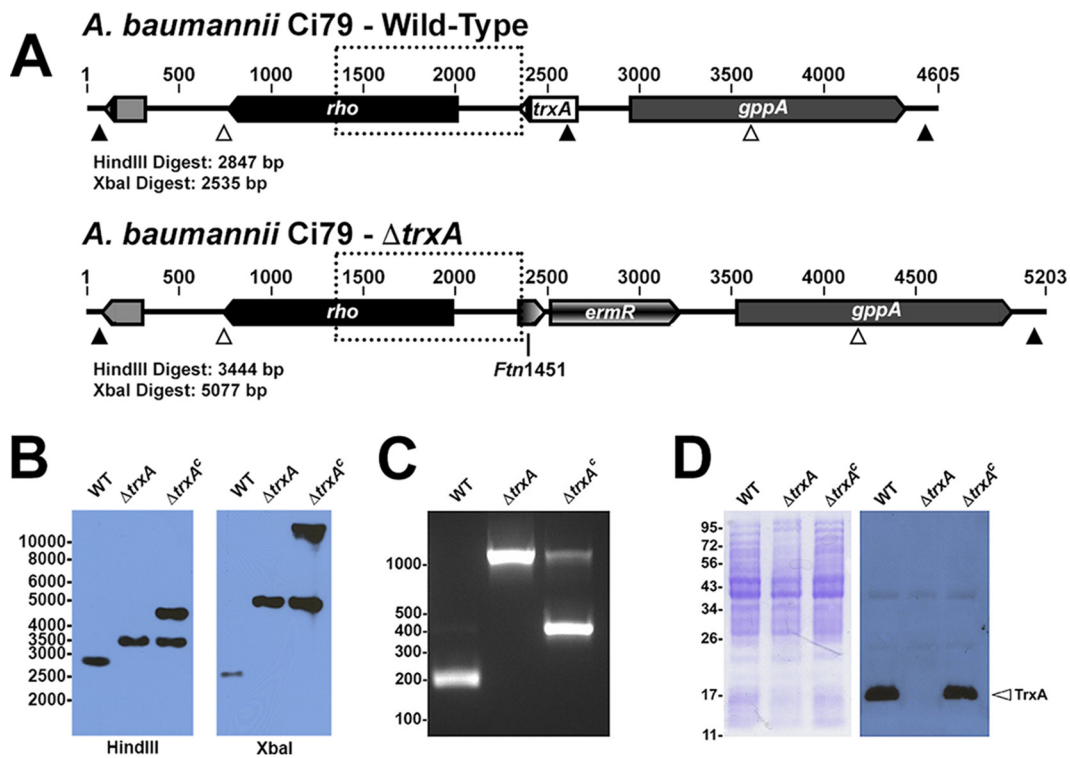 A
A. baumannii Ci79 - Wild-Type
1 500 1000 1500 2000 2500 3000 3500 4000 4605
rho trxA gppA
HindIII Digest: 2847 bp
XbaI Digest: 2535 bp
A. baumannii Ci79 - ΔtrxA
1 500 1000 1500 2000 2500 3000 3500 4000 4500 5203
rho ermR gppA
HindIII Digest: 3444 bp
XbaI Digest: 5077 bp
Ftn1451
B
WT ΔtrxA ΔtrxAᶜ
10000-
8000-
6000-
5000-
4000-
3500-
3000-
2500-
2000-
HindIII
WT ΔtrxA ΔtrxAᶜ
XbaI
C
WT ΔtrxA ΔtrxAᶜ
1000-
500-
400-
300-
200-
100-
D
WT ΔtrxA ΔtrxAᶜ
95-
72-
56-
43-
34-
26-
17-
11-
WT ΔtrxA ΔtrxAᶜ
TrxA